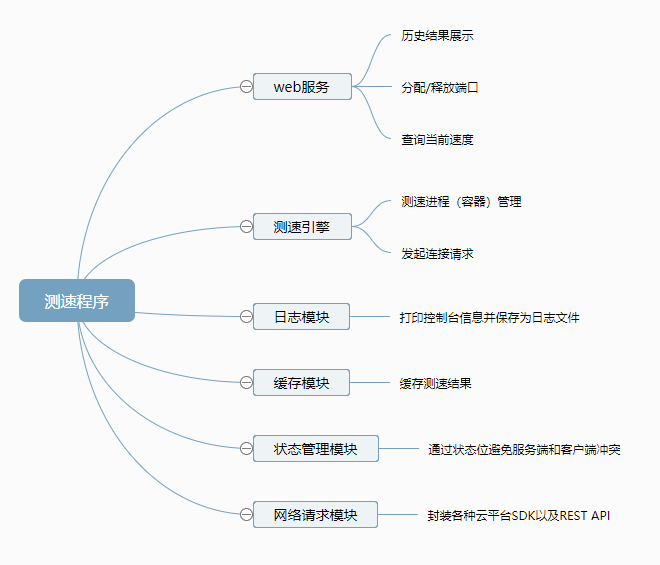 测速程序
web服务
历史结果展示
分配/释放端口
查询当前速度
测速引擎
测速进程（容器）管理
发起连接请求
日志模块
打印控制台信息并保存为日志文件
缓存模块
缓存测速结果
状态管理模块
通过状态位避免服务端和客户端冲突
网络请求模块
封装各种云平台SDK以及REST API